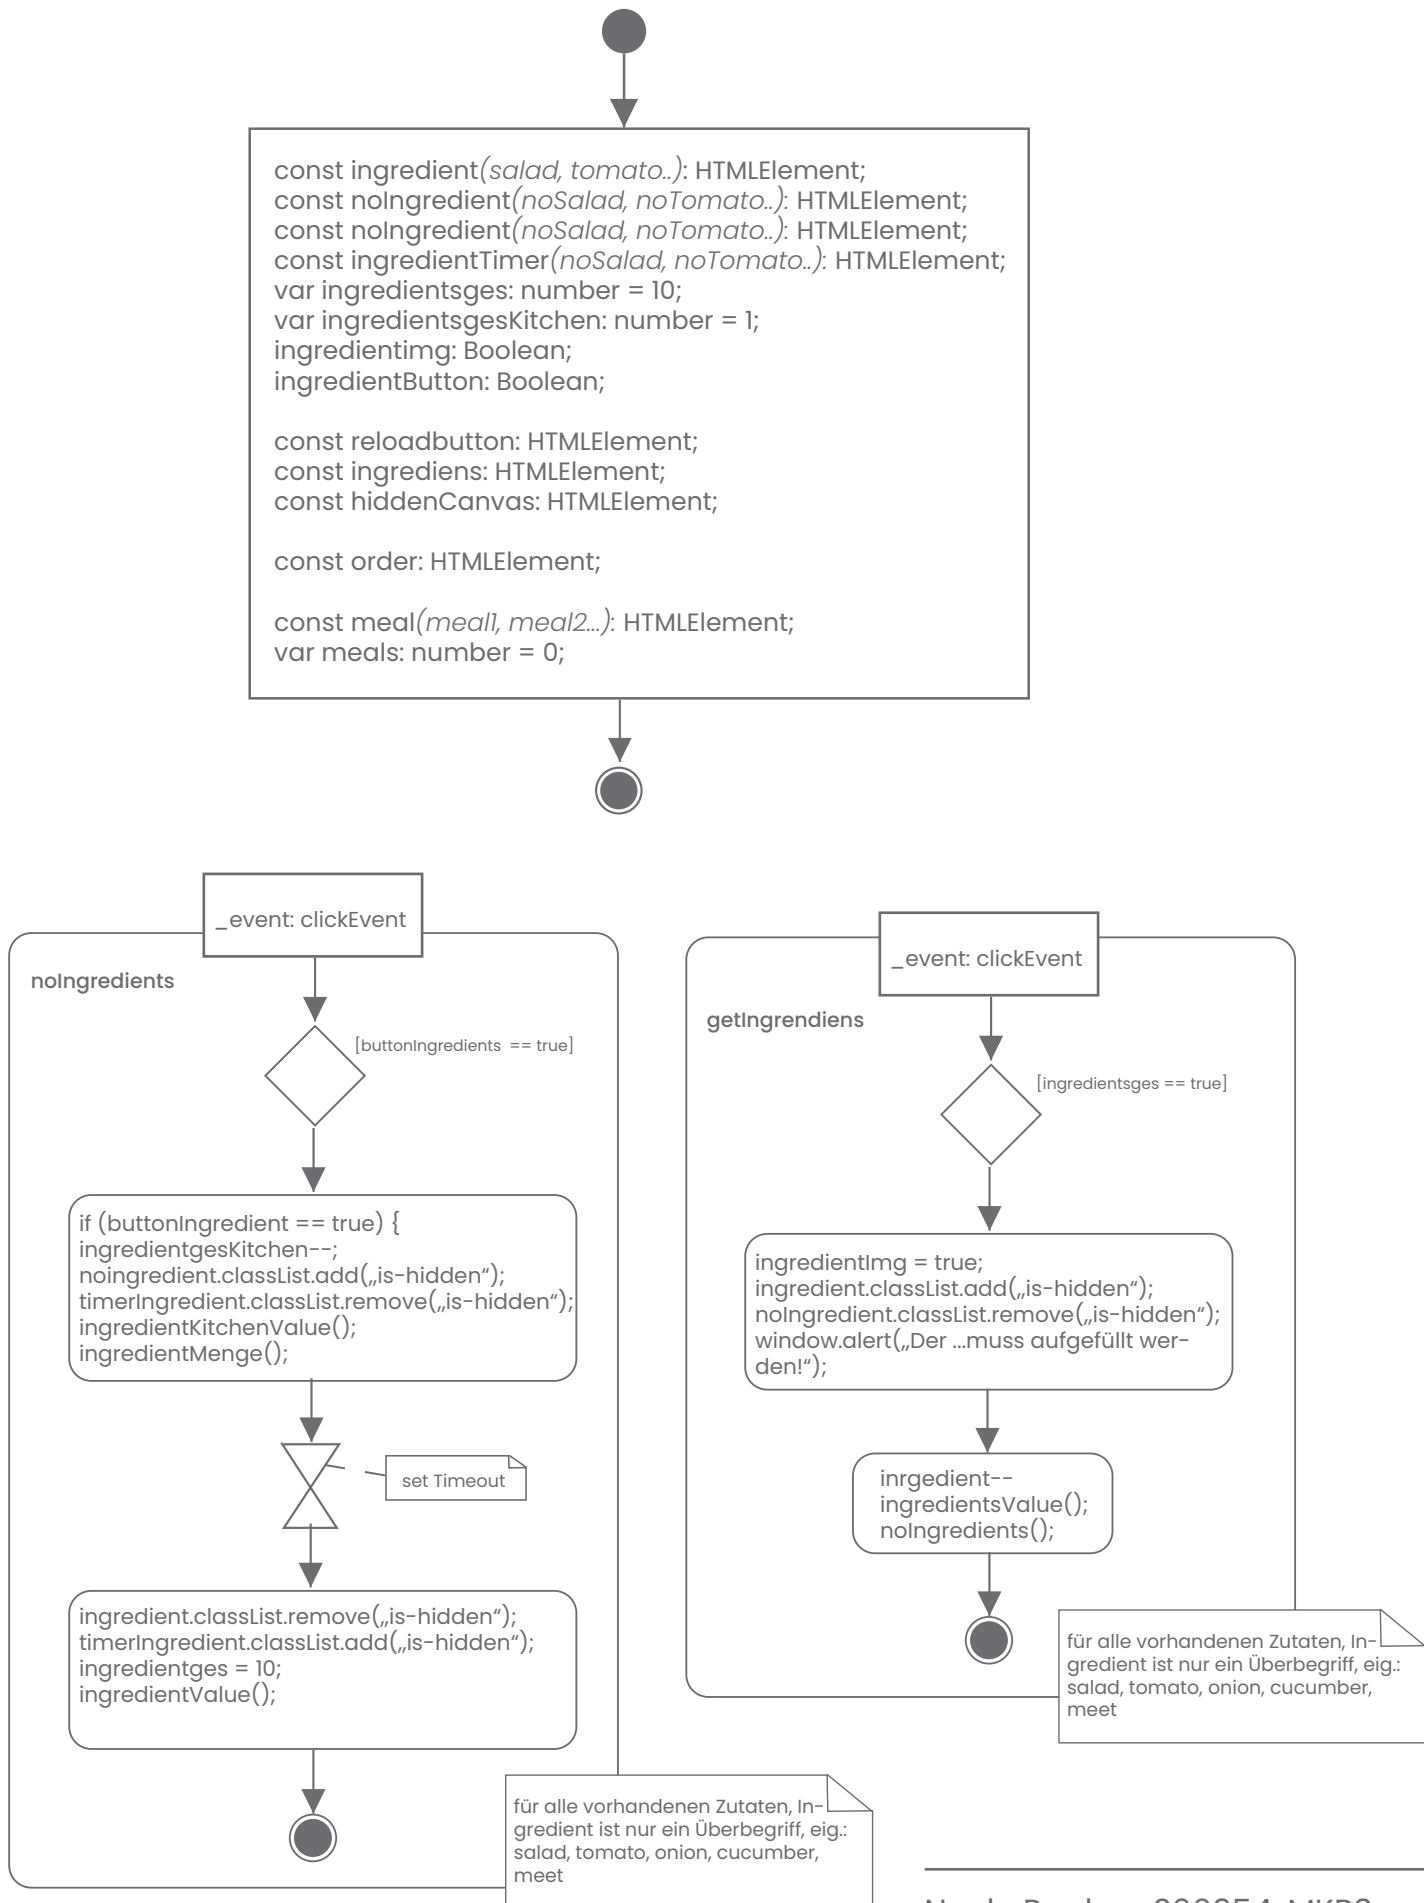 const ingredient(salad, tomato..): HTMLElement;
const noIngredient(noSalad, noTomato..): HTMLElement;
const noIngredient(noSalad, noTomato..): HTMLElement;
const ingredientTimer(noSalad, noTomato..): HTMLElement;
var ingredientsges: number = 10;
var ingredientsgesKitchen: number = 1;
ingredientimg: Boolean;
ingredientButton: Boolean;
const reloadbutton: HTMLElement;
const ingrediens: HTMLElement;
const hiddenCanvas: HTMLElement;
const order: HTMLElement;
const meal(meal1, meal2...): HTMLElement;
var meals: number = 0;
_event: clickEvent
noIngredients
[buttonIngredients == true]
if (buttonIngredient == true) {
ingredientgesKitchen--;
noingredient.classList.add(„is-hidden“);
timerIngredient.classList.remove(„is-hidden“);
ingredientKitchenValue();
ingredientMenge();
set Timeout
ingredient.classList.remove(„is-hidden“);
timerIngredient.classList.add(„is-hidden“);
ingredientges = 10;
ingredientValue();
für alle vorhandenen Zutaten, In-
gredient ist nur ein Überbegriff, eig.:
salad, tomato, onion, cucumber,
meet
_event: clickEvent
getIngrendiens
[ingredientsges == true]
ingredientImg = true;
ingredient.classList.add(„is-hidden“);
noIngredient.classList.remove(„is-hidden“);
window.alert(„Der ...muss aufgefüllt wer-
den!“);
inrgedient--
ingredientsValue();
noIngredients();
für alle vorhandenen Zutaten, In-
gredient ist nur ein Überbegriff, eig.:
salad, tomato, onion, cucumber,
meet